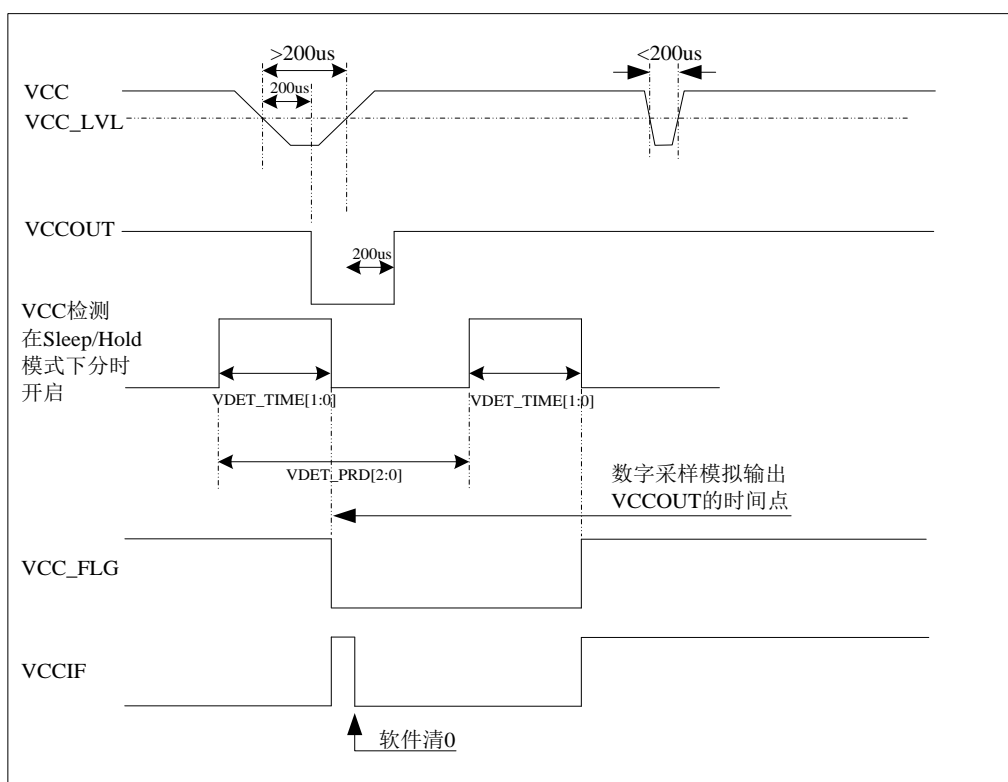 >200us
<200us
200us
VCC
VCC_LVL
VCCOUT
200us
VCC检测
在Sleep/Hold
模式下分时
开启
VDET_TIME[1:0]
VDET_TIME[1:0]
VDET_PRD[2:0]
数字采样模拟输出
VCCOUT的时间点
VCC_FLG
VCCIF
软件清0